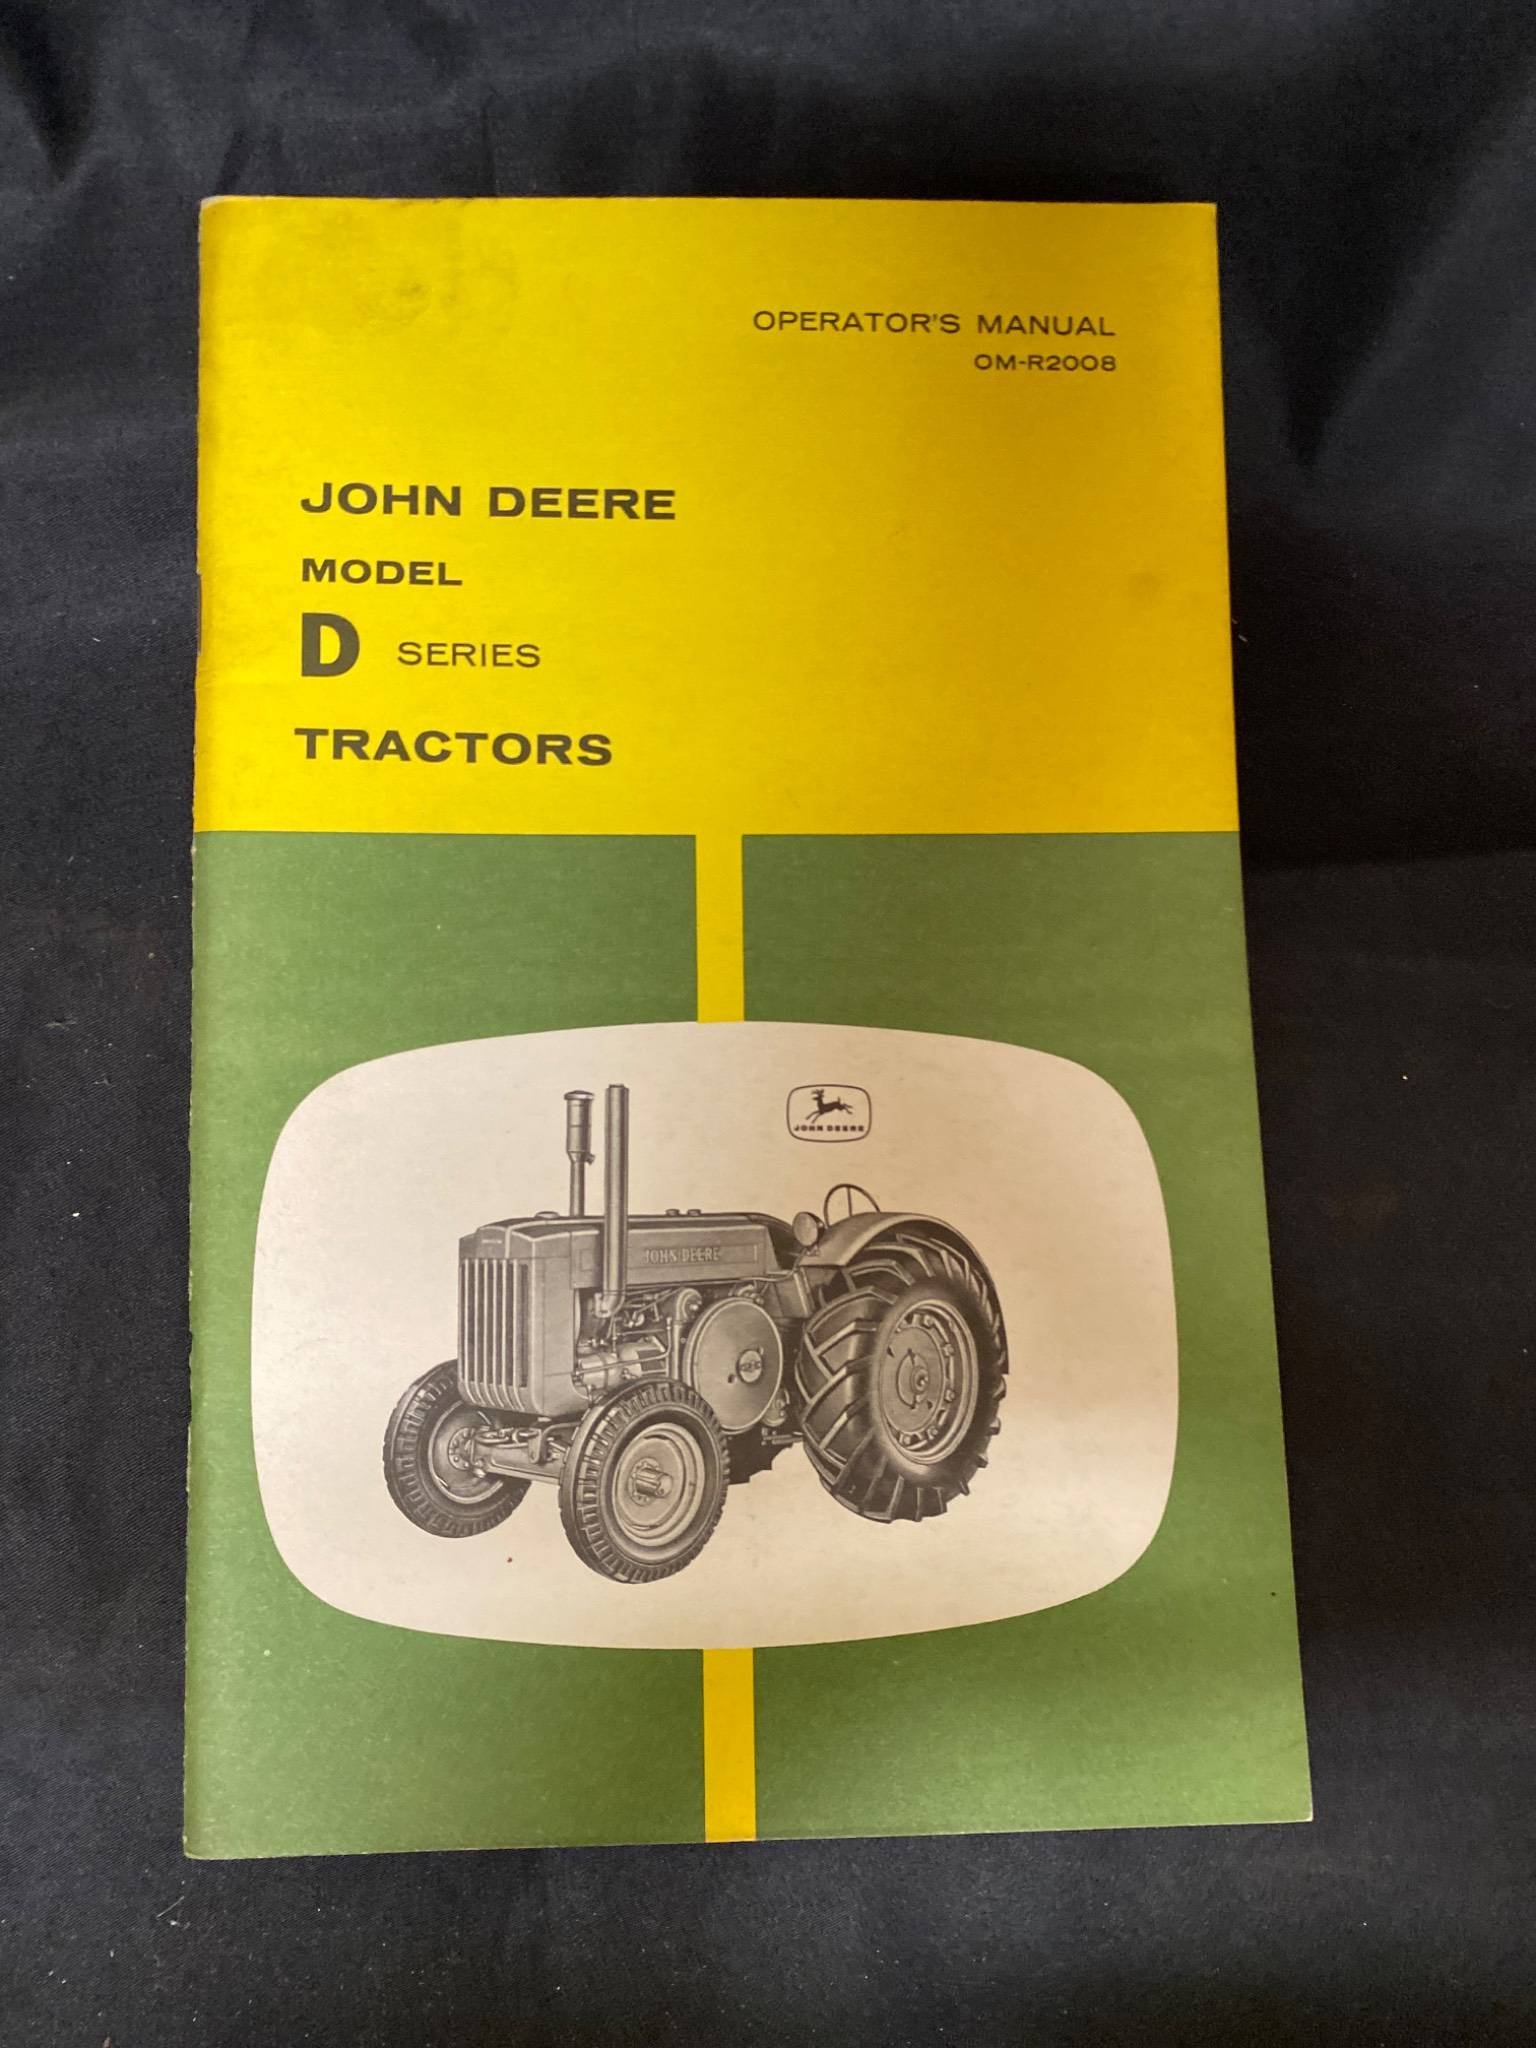 OPERATOR'S MANUAL
OM-R2008
JOHN DEERE
MODEL
D SERIES
TRACTORS
JOHN DEERE
JOHN DEERE